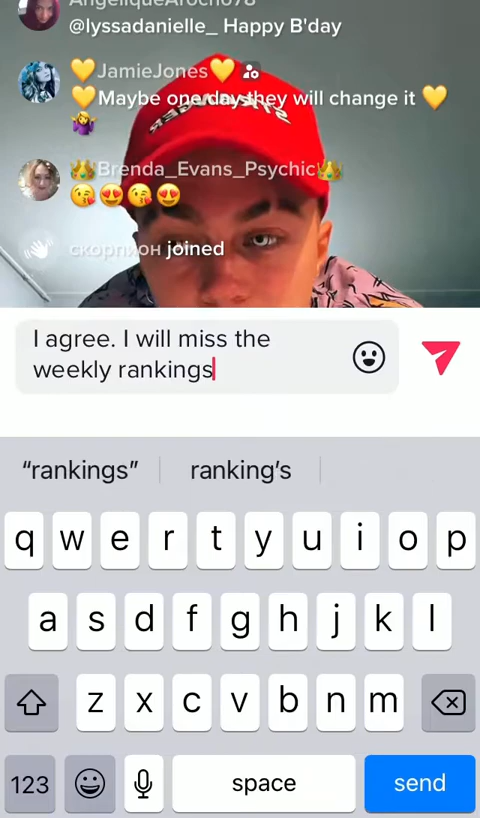 AngeliqueAroch078
@lyssadanielle_ Happy B'day
💛JamieJones💛
💛Maybe one day they will change it 💛
🤷‍♀️
👑Brenda_Evans_Psychic👑
😘😍😘😍
скорпион joined
I agree. I will miss the
weekly rankings
“rankings” ranking’s
q w e r t y u i o p
a s d f g h j k l
z x c v b n m
123 space send